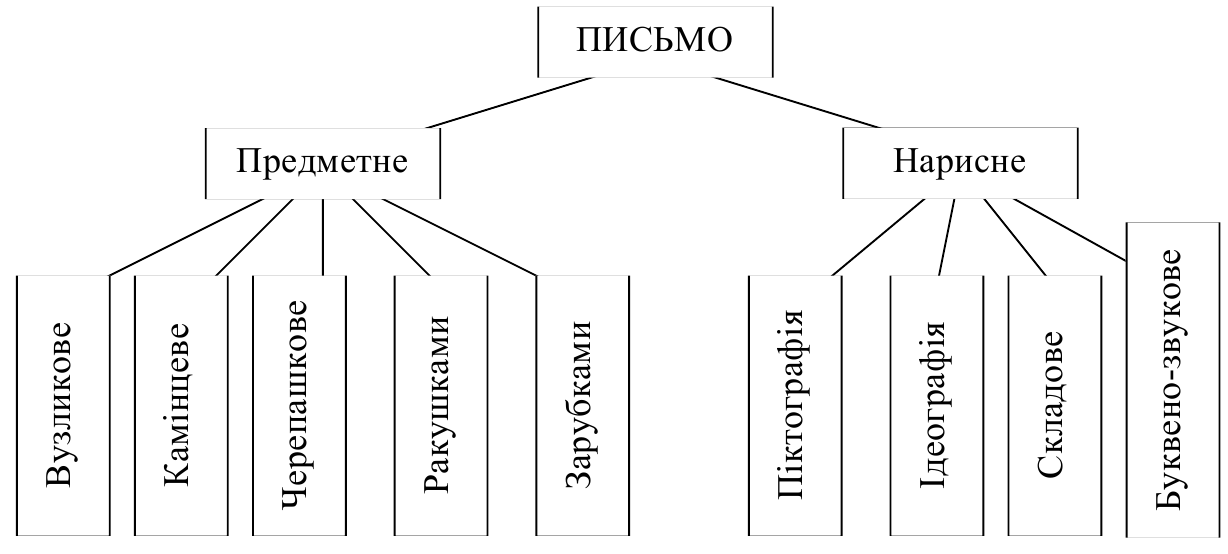 ПИСЬМО
Предметне
Нарисне
Вузликове
Камінцеве
Черепашкове
Ракушками
Зарубками
Піктографія
Ідеографія
Складове
Буквено-звукове